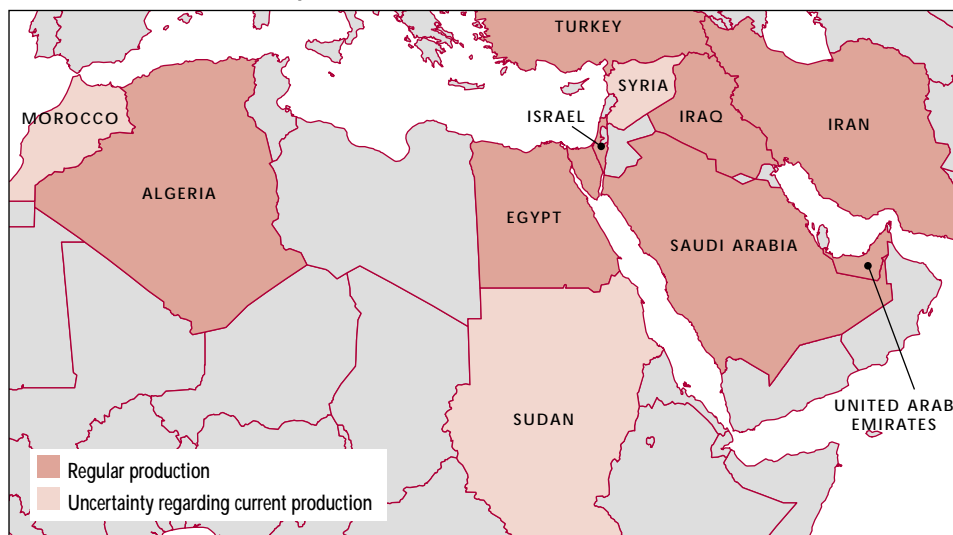 TURKEY
SYRIA
MOROCCO
ISRAEL
IRAQ
IRAN
ALGERIA
EGYPT
SAUDI ARABIA
UNITED ARAB
EMIRATES
SUDAN
Regular production
Uncertainty regarding current production